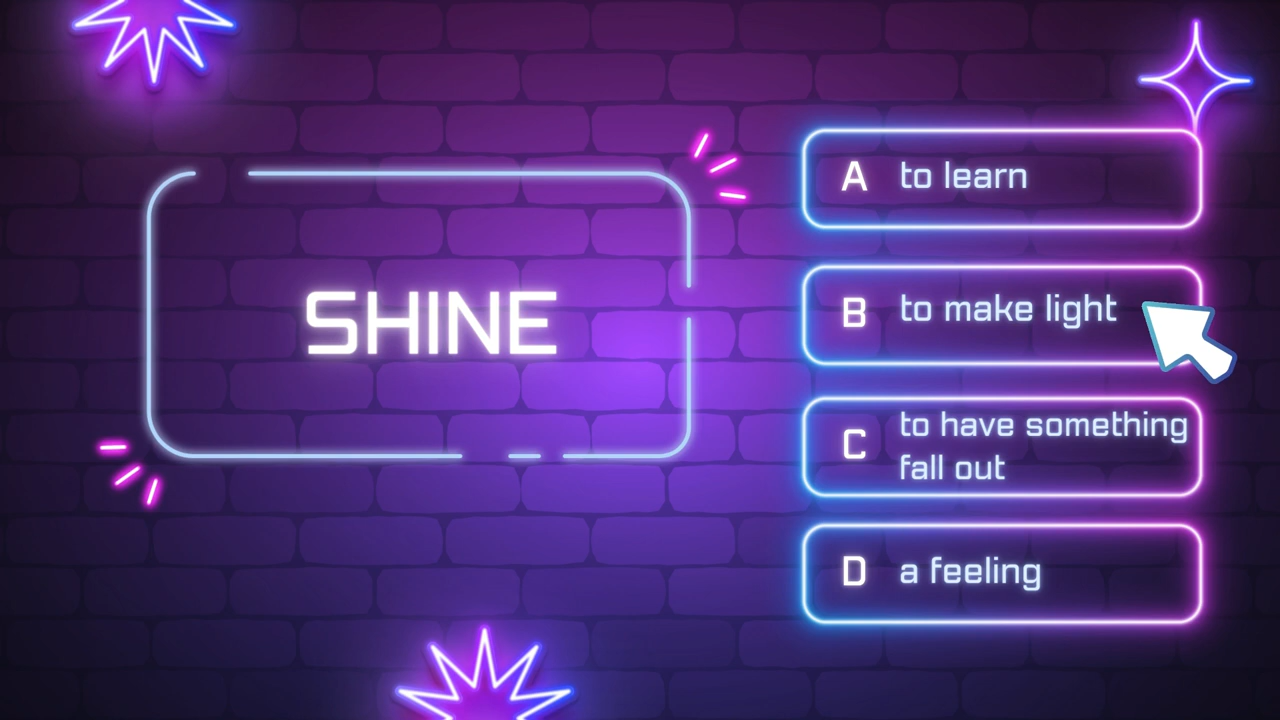 SHINE
A to learn
B to make light
C to have something
fall out
D a feeling